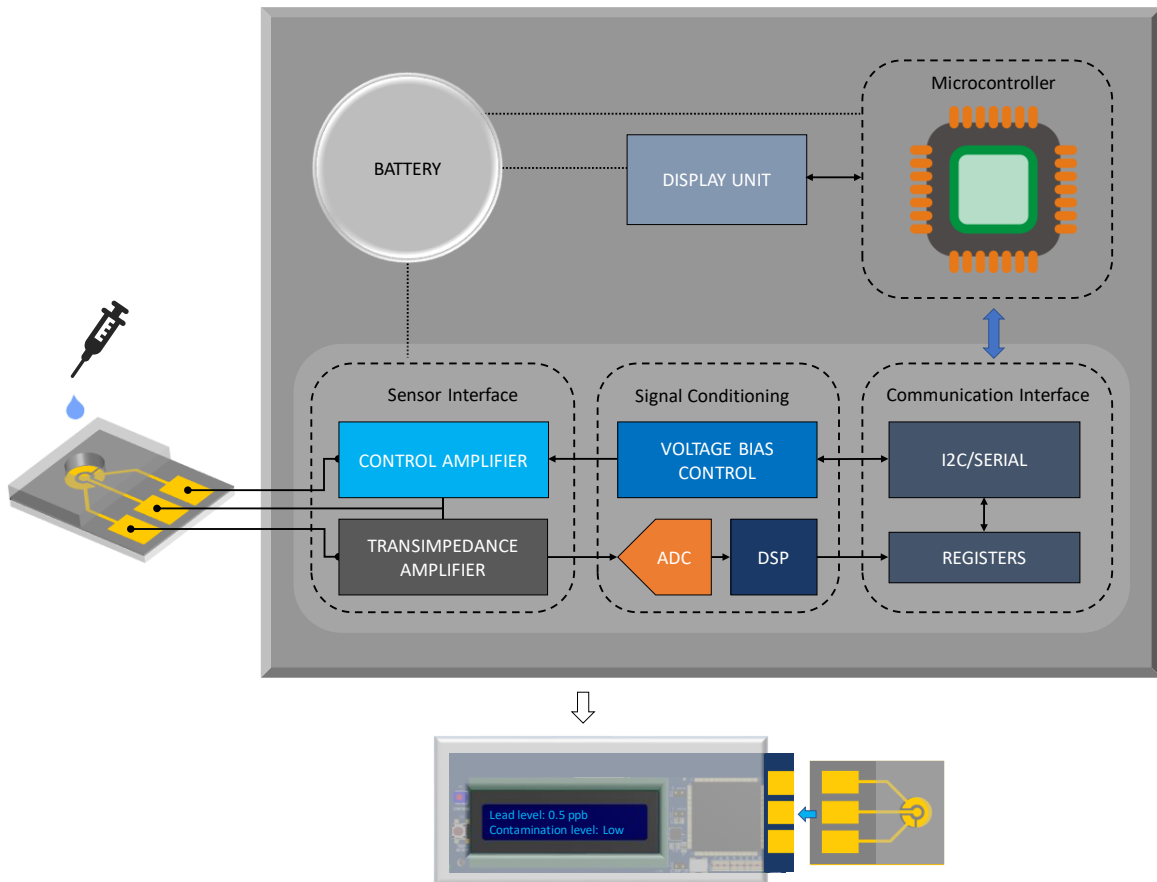 Microcontroller
BATTERY
DISPLAY UNIT
Sensor Interface
Signal Conditioning
Communication Interface
CONTROL AMPLIFIER
VOLTAGE BIAS
CONTROL
I2C/SERIAL
TRANSIMPEDANCE
AMPLIFIER
ADC
DSP
REGISTERS
Lead level: 0.5 ppb
Contamination level: Low